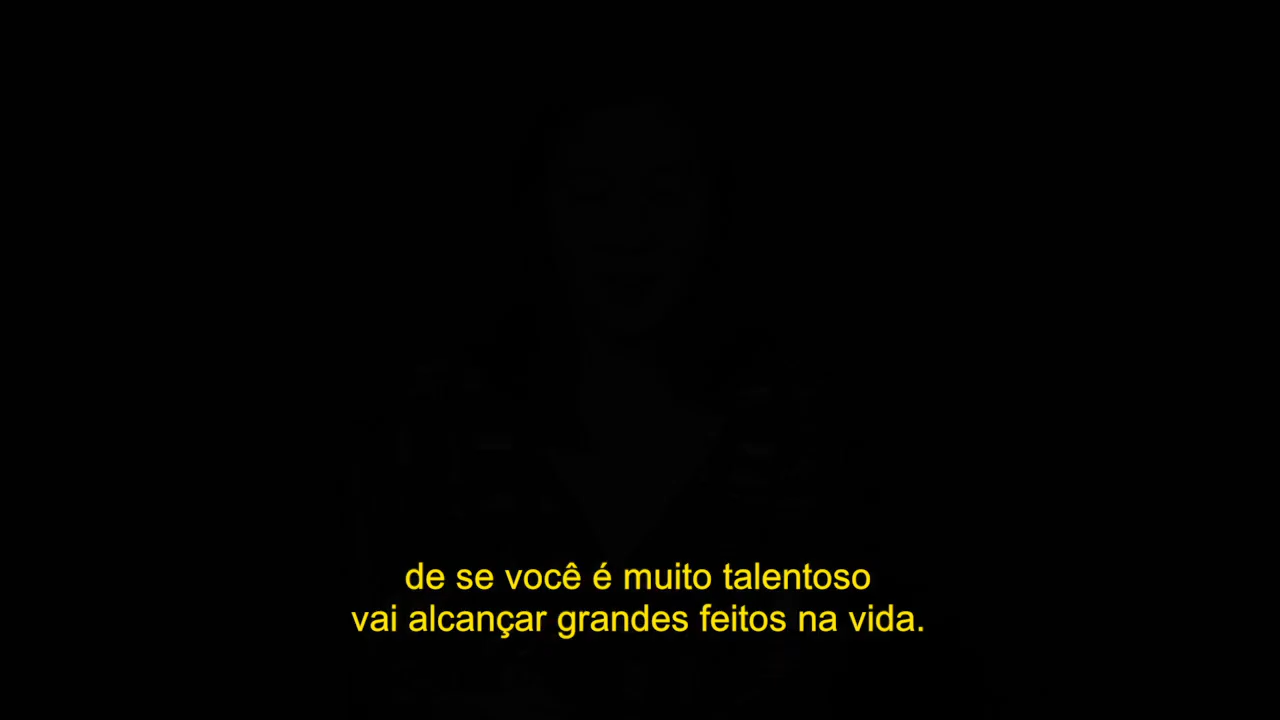 de se você é muito talentoso
vai alcançar grandes feitos na vida.